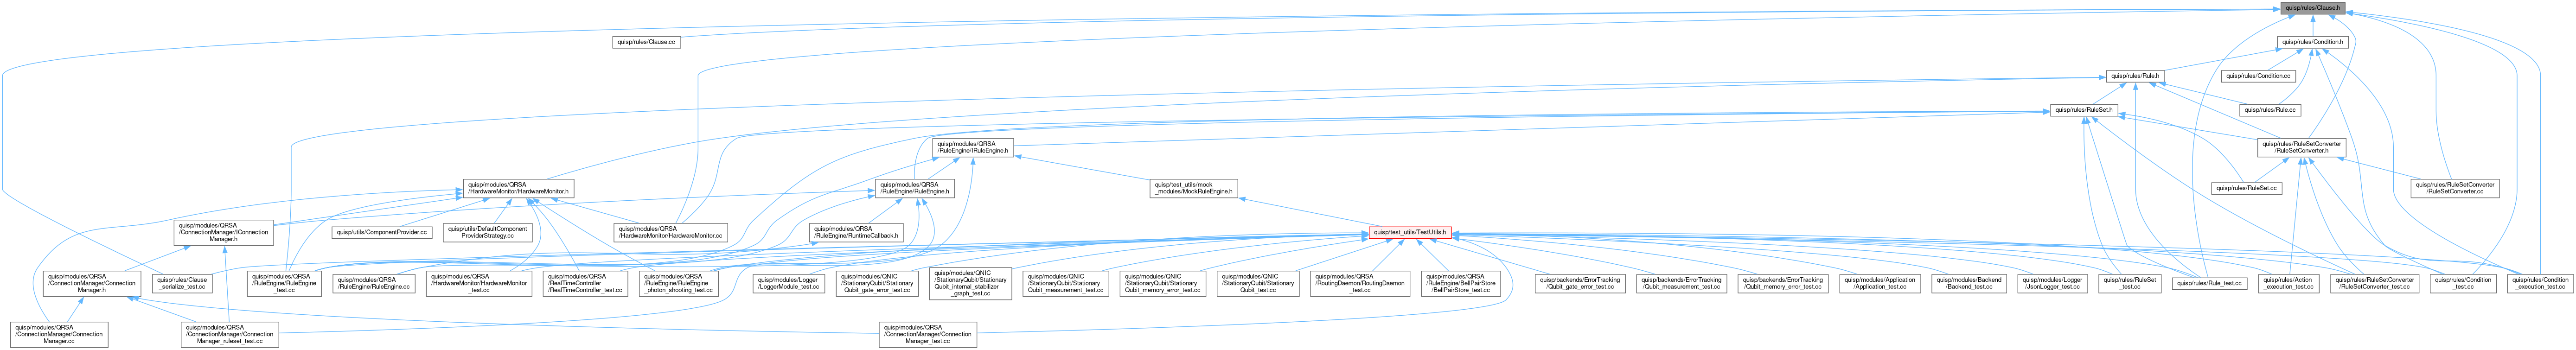 quisp/rules/Clause.h
quisp/rules/Clause.cc
quisp/rules/Condition.h
quisp/rules/Rule.h
quisp/rules/Condition.cc
quisp/rules/RuleSet.h
quisp/rules/Rule.cc
quisp/modules/QRSA
/RuleEngine/IRuleEngine.h
quisp/rules/RuleSetConverter
/RuleSetConverter.h
quisp/modules/QRSA
/HardwareMonitor/HardwareMonitor.h
quisp/modules/QRSA
/RuleEngine/RuleEngine.h
quisp/test_utils/mock
_modules/MockRuleEngine.h
quisp/rules/RuleSet.cc
quisp/rules/RuleSetConverter
/RuleSetConverter.cc
quisp/modules/QRSA
/ConnectionManager/IConnection
Manager.h
quisp/utils/ComponentProvider.cc
quisp/utils/DefaultComponent
ProviderStrategy.cc
quisp/modules/QRSA
/HardwareMonitor/HardwareMonitor.cc
quisp/modules/QRSA
/RuleEngine/RuntimeCallback.h
quisp/test_utils/TestUtils.h
quisp/modules/QRSA
/ConnectionManager/Connection
Manager.h
quisp/rules/Clause
_serialize_test.cc
quisp/modules/QRSA
/RuleEngine/RuleEngine
_test.cc
quisp/modules/QRSA
/RuleEngine/RuleEngine.cc
quisp/modules/QRSA
/HardwareMonitor/HardwareMonitor
_test.cc
quisp/modules/QRSA
/RealTimeController
/RealTimeController_test.cc
quisp/modules/QRSA
/RuleEngine/RuleEngine
_photon_shooting_test.cc
quisp/modules/Logger
/LoggerModule_test.cc
quisp/modules/QNIC
/StationaryQubit/Stationary
Qubit_gate_error_test.cc
quisp/modules/QNIC
/StationaryQubit/Stationary
Qubit_internal_stabilizer
_graph_test.cc
quisp/modules/QNIC
/StationaryQubit/Stationary
Qubit_measurement_test.cc
quisp/modules/QNIC
/StationaryQubit/Stationary
Qubit_memory_error_test.cc
quisp/modules/QNIC
/StationaryQubit/Stationary
Qubit_test.cc
quisp/modules/QRSA
/RoutingDaemon/RoutingDaemon
_test.cc
quisp/modules/QRSA
/RuleEngine/BellPairStore
/BellPairStore_test.cc
quisp/backends/ErrorTracking
/Qubit_gate_error_test.cc
quisp/backends/ErrorTracking
/Qubit_measurement_test.cc
quisp/backends/ErrorTracking
/Qubit_memory_error_test.cc
quisp/modules/Application
/Application_test.cc
quisp/modules/Backend
/Backend_test.cc
quisp/modules/Logger
/JsonLogger_test.cc
quisp/rules/RuleSet
_test.cc
quisp/rules/Rule_test.cc
quisp/rules/Action
_execution_test.cc
quisp/rules/RuleSetConverter
/RuleSetConverter_test.cc
quisp/rules/Condition
_test.cc
quisp/rules/Condition
_execution_test.cc
quisp/modules/QRSA
/ConnectionManager/Connection
Manager.cc
quisp/modules/QRSA
/ConnectionManager/Connection
Manager_ruleset_test.cc
quisp/modules/QRSA
/ConnectionManager/Connection
Manager_test.cc